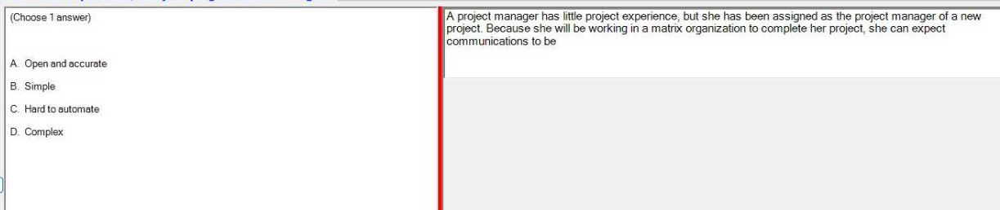 (Choose 1 answer)
A. Open and accurate
B. Simple
C. Hard to automate
D. Complex
A project manager has little project experience, but she has been assigned as the project manager of a new
project. Because she will be working in a matrix organization to complete her project, she can expect
communications to be